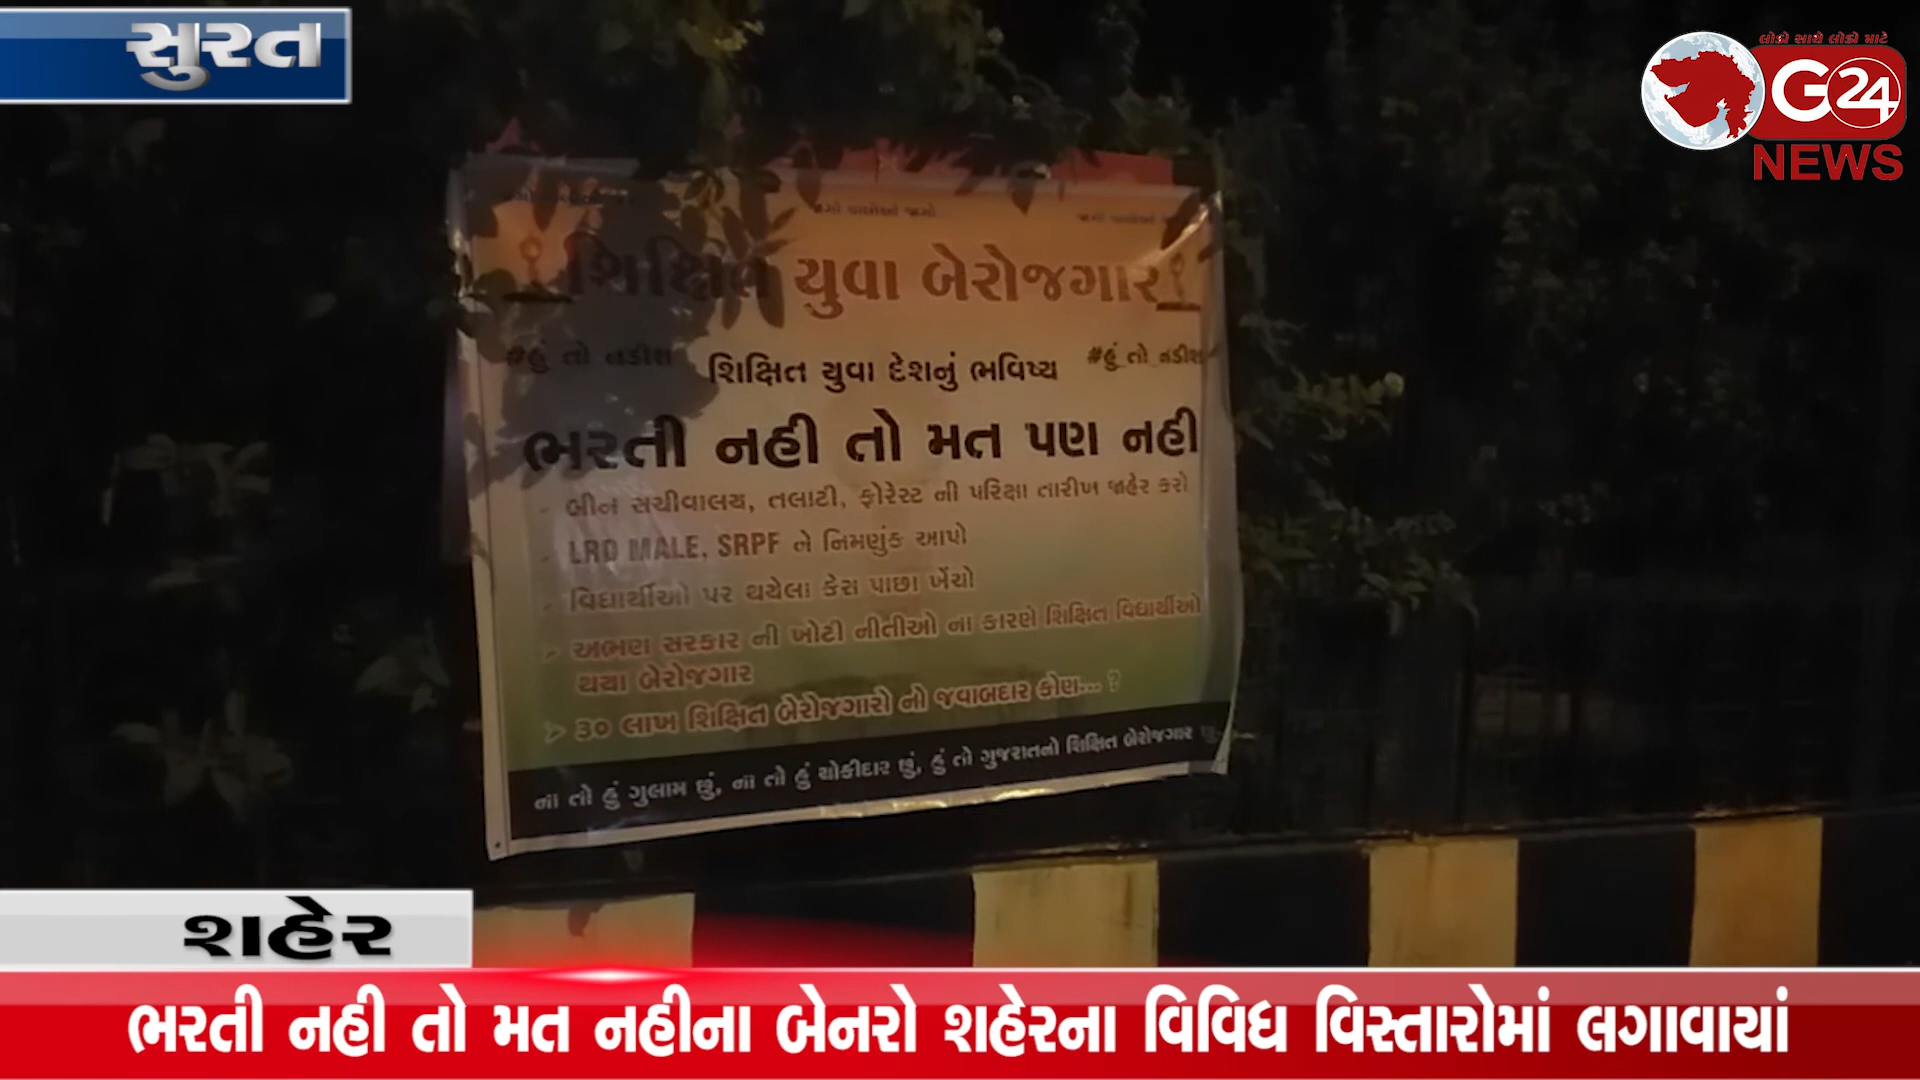 સુરત
લોકો સાથે લોકો માટે
G24
NEWS
જાગો વાલીઓ જાગો
શિક્ષિત યુવા બેરોજગાર
#હું તો નડીશ
શિક્ષિત યુવા દેશનું ભવિષ્ય
#હું તો નડીશ
ભરતી નહી તો મત પણ નહી
બીન સચીવાલય, તલાટી, ફોરેસ્ટ ની પરિક્ષા તારીખ જાહેર કરો
LRD MALE, SRPF ને નિમણુંક આપો
વિદ્યાર્થીઓ પર થયેલા કેસ પાછા ખેંચો
અભણ સરકાર ની ખોટી નીતીઓ ના કારણે શિક્ષિત વિદ્યાર્થીઓ
થયા બેરોજગાર
> ૩૦ લાખ શિક્ષિત બેરોજગારો નો જવાબદાર કોણ... ?
ના તો હું ગુલામ છું, ના તો હું ચોકીદાર છું, હું તો ગુજરાતનો શિક્ષિત બેરોજગાર છુ
શહેર
ભરતી નહી તો મત નહીના બેનરો શહેરના વિવિધ વિસ્તારોમાં લગાવાયાં